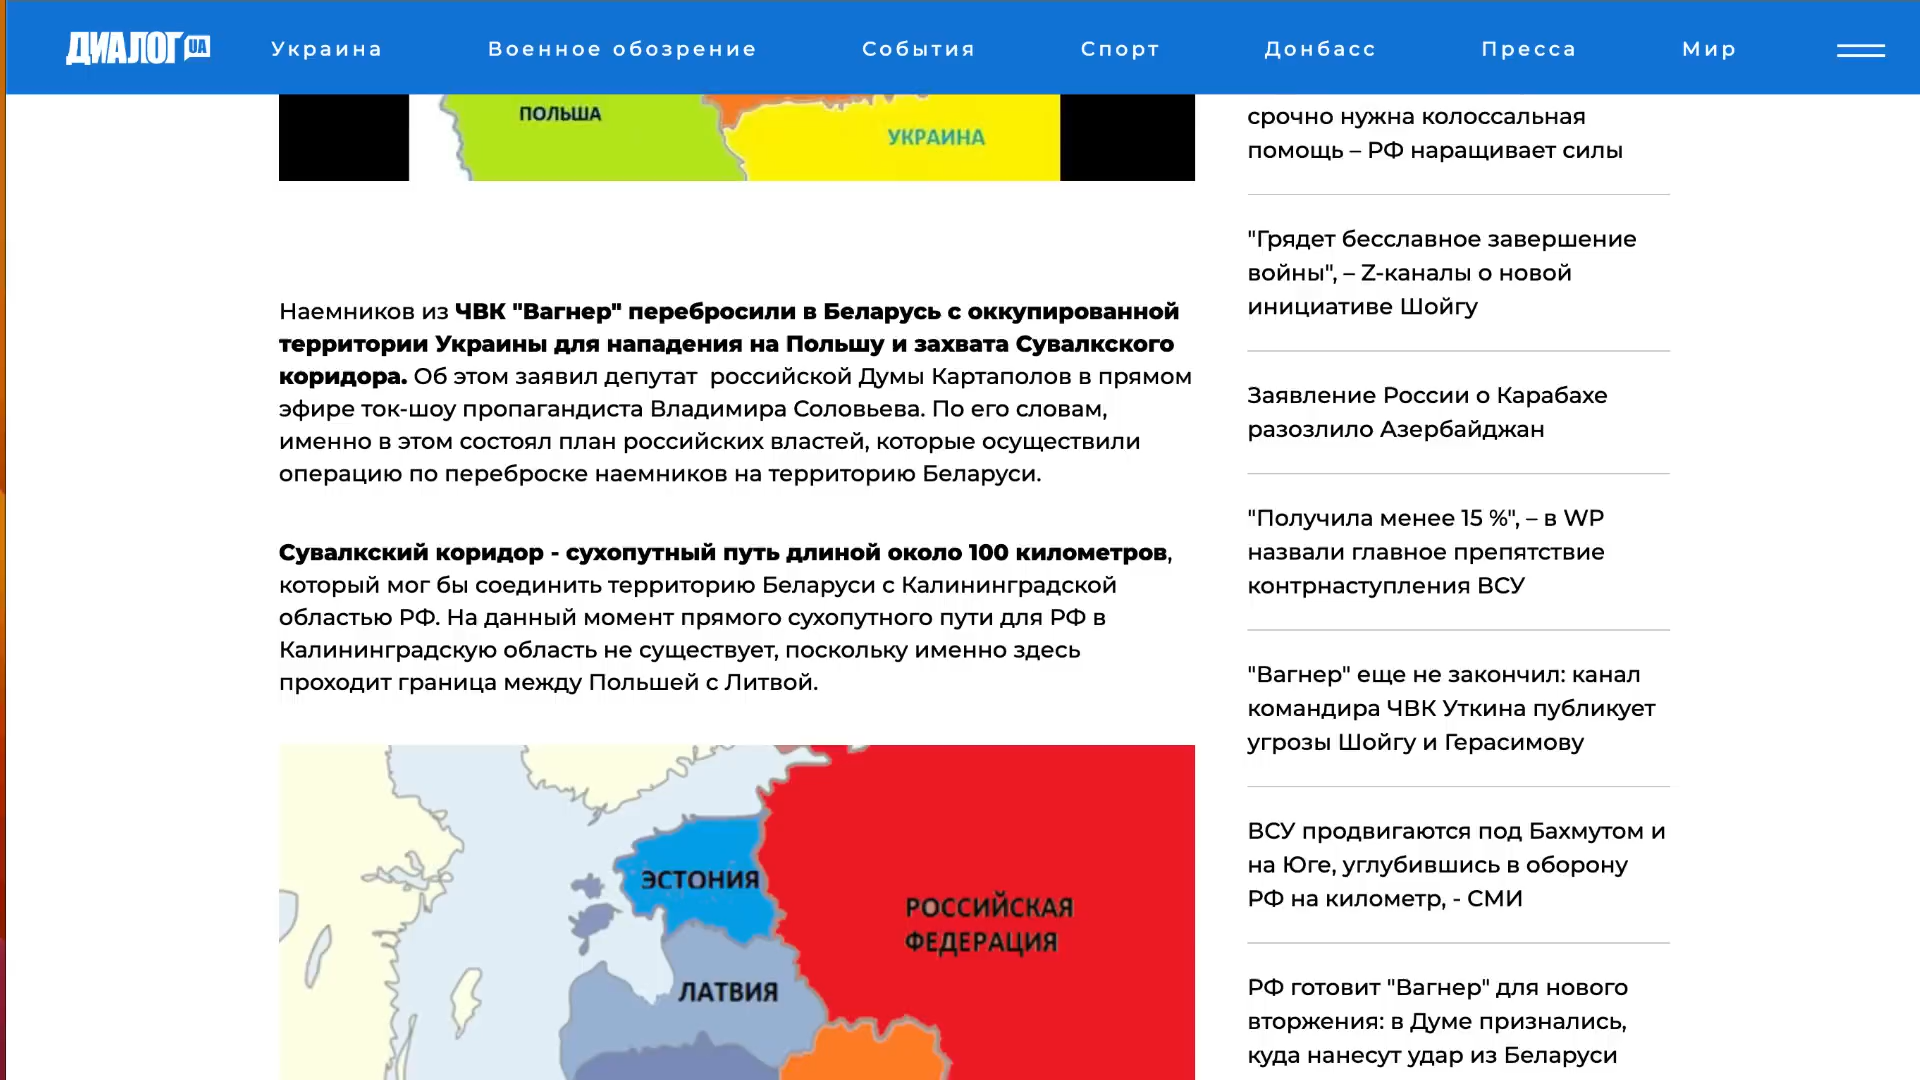 ДИАЛОГ UA
Украина
Военное обозрение
События
Спорт
Донбасс
Пресса
Мир
ПОЛЬША
УКРАИНА
Наемников из ЧВК "Вагнер" перебросили в Беларусь с оккупированной
территории Украины для нападения на Польшу и захвата Сувалкского
коридора. Об этом заявил депутат российской Думы Картаполов в прямом
эфире ток-шоу пропагандиста Владимира Соловьева. По его словам,
именно в этом состоял план российских властей, которые осуществили
операцию по переброске наемников на территорию Беларуси.
Сувалкский коридор - сухопутный путь длиной около 100 километров,
который мог бы соединить территорию Беларуси с Калининградской
областью РФ. На данный момент прямого сухопутного пути для РФ в
Калининградскую область не существует, поскольку именно здесь
проходит граница между Польшей с Литвой.
ЭСТОНИЯ
РОССИЙСКАЯ
ФЕДЕРАЦИЯ
ЛАТВИЯ
срочно нужна колоссальная
помощь – РФ наращивает силы
"Грядет бесславное завершение
войны", – Z-каналы о новой
инициативе Шойгу
Заявление России о Карабахе
разозлило Азербайджан
"Получила менее 15 %", – в WP
назвали главное препятствие
контрнаступления ВСУ
"Вагнер" еще не закончил: канал
командира ЧВК Уткина публикует
угрозы Шойгу и Герасимову
ВСУ продвигаются под Бахмутом и
на Юге, углубившись в оборону
РФ на километр, - СМИ
РФ готовит "Вагнер" для нового
вторжения: в Думе признались,
куда нанесут удар из Беларуси